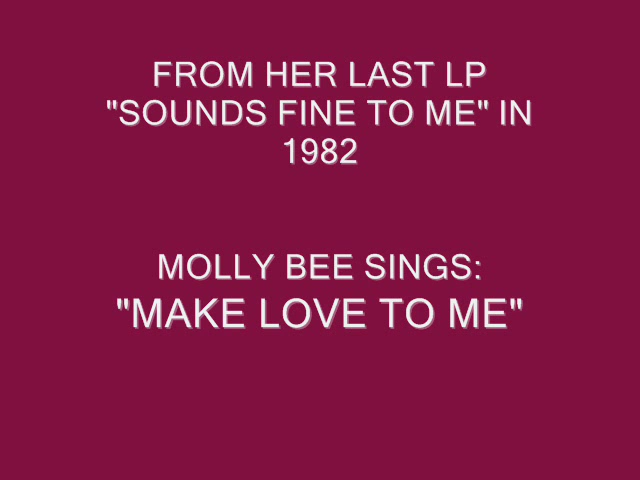 FROM HER LAST LP
"SOUNDS FINE TO ME" IN
1982
MOLLY BEE SINGS:
"MAKE LOVE TO ME"